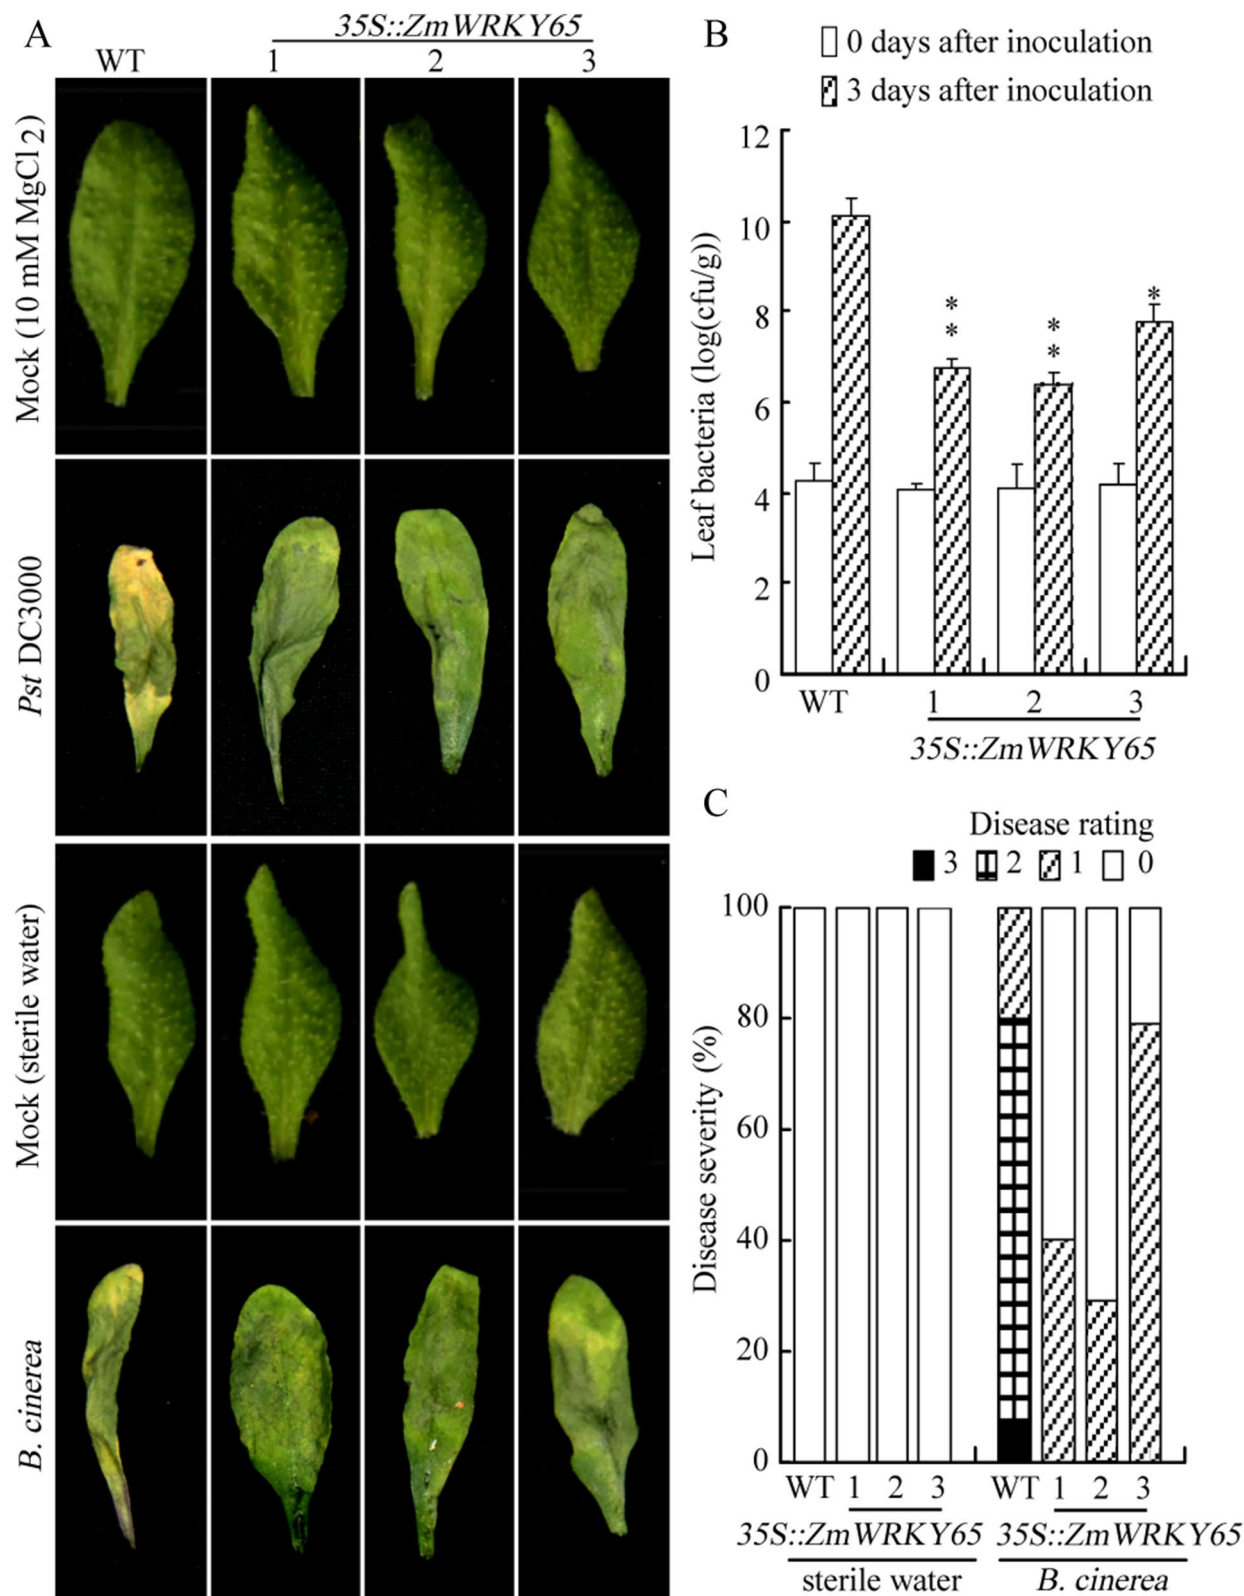 A
35S::ZmWRKY65
WT 1 2 3
Mock (10 mM MgCl2)
Pst DC3000
Mock (sterile water)
B. cinerea
B
0 days after inoculation
3 days after inoculation
Leaf bacteria (log(cfu/g))
12
10
8
6
4
2
0
* * * * *
WT 1 2 3
35S::ZmWRKY65
C
Disease rating
3 2 1 0
Disease severity (%)
100
80
60
40
20
0
WT 1 2 3 WT 1 2 3
35S::ZmWRKY65 35S::ZmWRKY65
sterile water B. cinerea